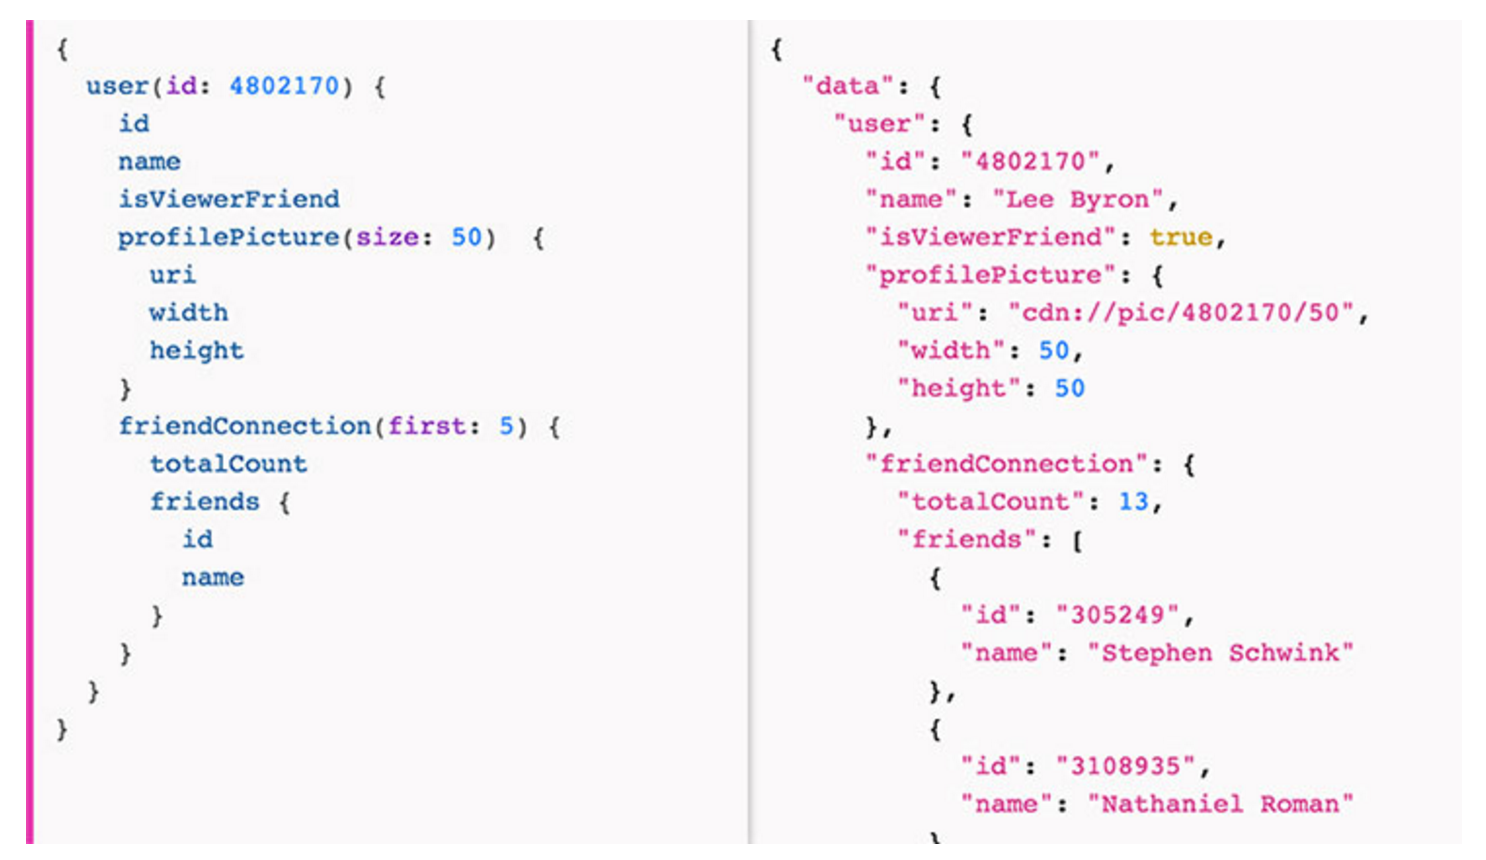 {
  user(id: 4802170) {
    id
    name
    isViewerFriend
    profilePicture(size: 50)  {
      uri
      width
      height
    }
    friendConnection(first: 5) {
      totalCount
      friends {
        id
        name
      }
    }
  }
}
{
  "data": {
    "user": {
      "id": "4802170",
      "name": "Lee Byron",
      "isViewerFriend": true,
      "profilePicture": {
        "uri": "cdn://pic/4802170/50",
        "width": 50,
        "height": 50
      },
      "friendConnection": {
        "totalCount": 13,
        "friends": [
          {
            "id": "305249",
            "name": "Stephen Schwink"
          },
          {
            "id": "3108935",
            "name": "Nathaniel Roman"
          }